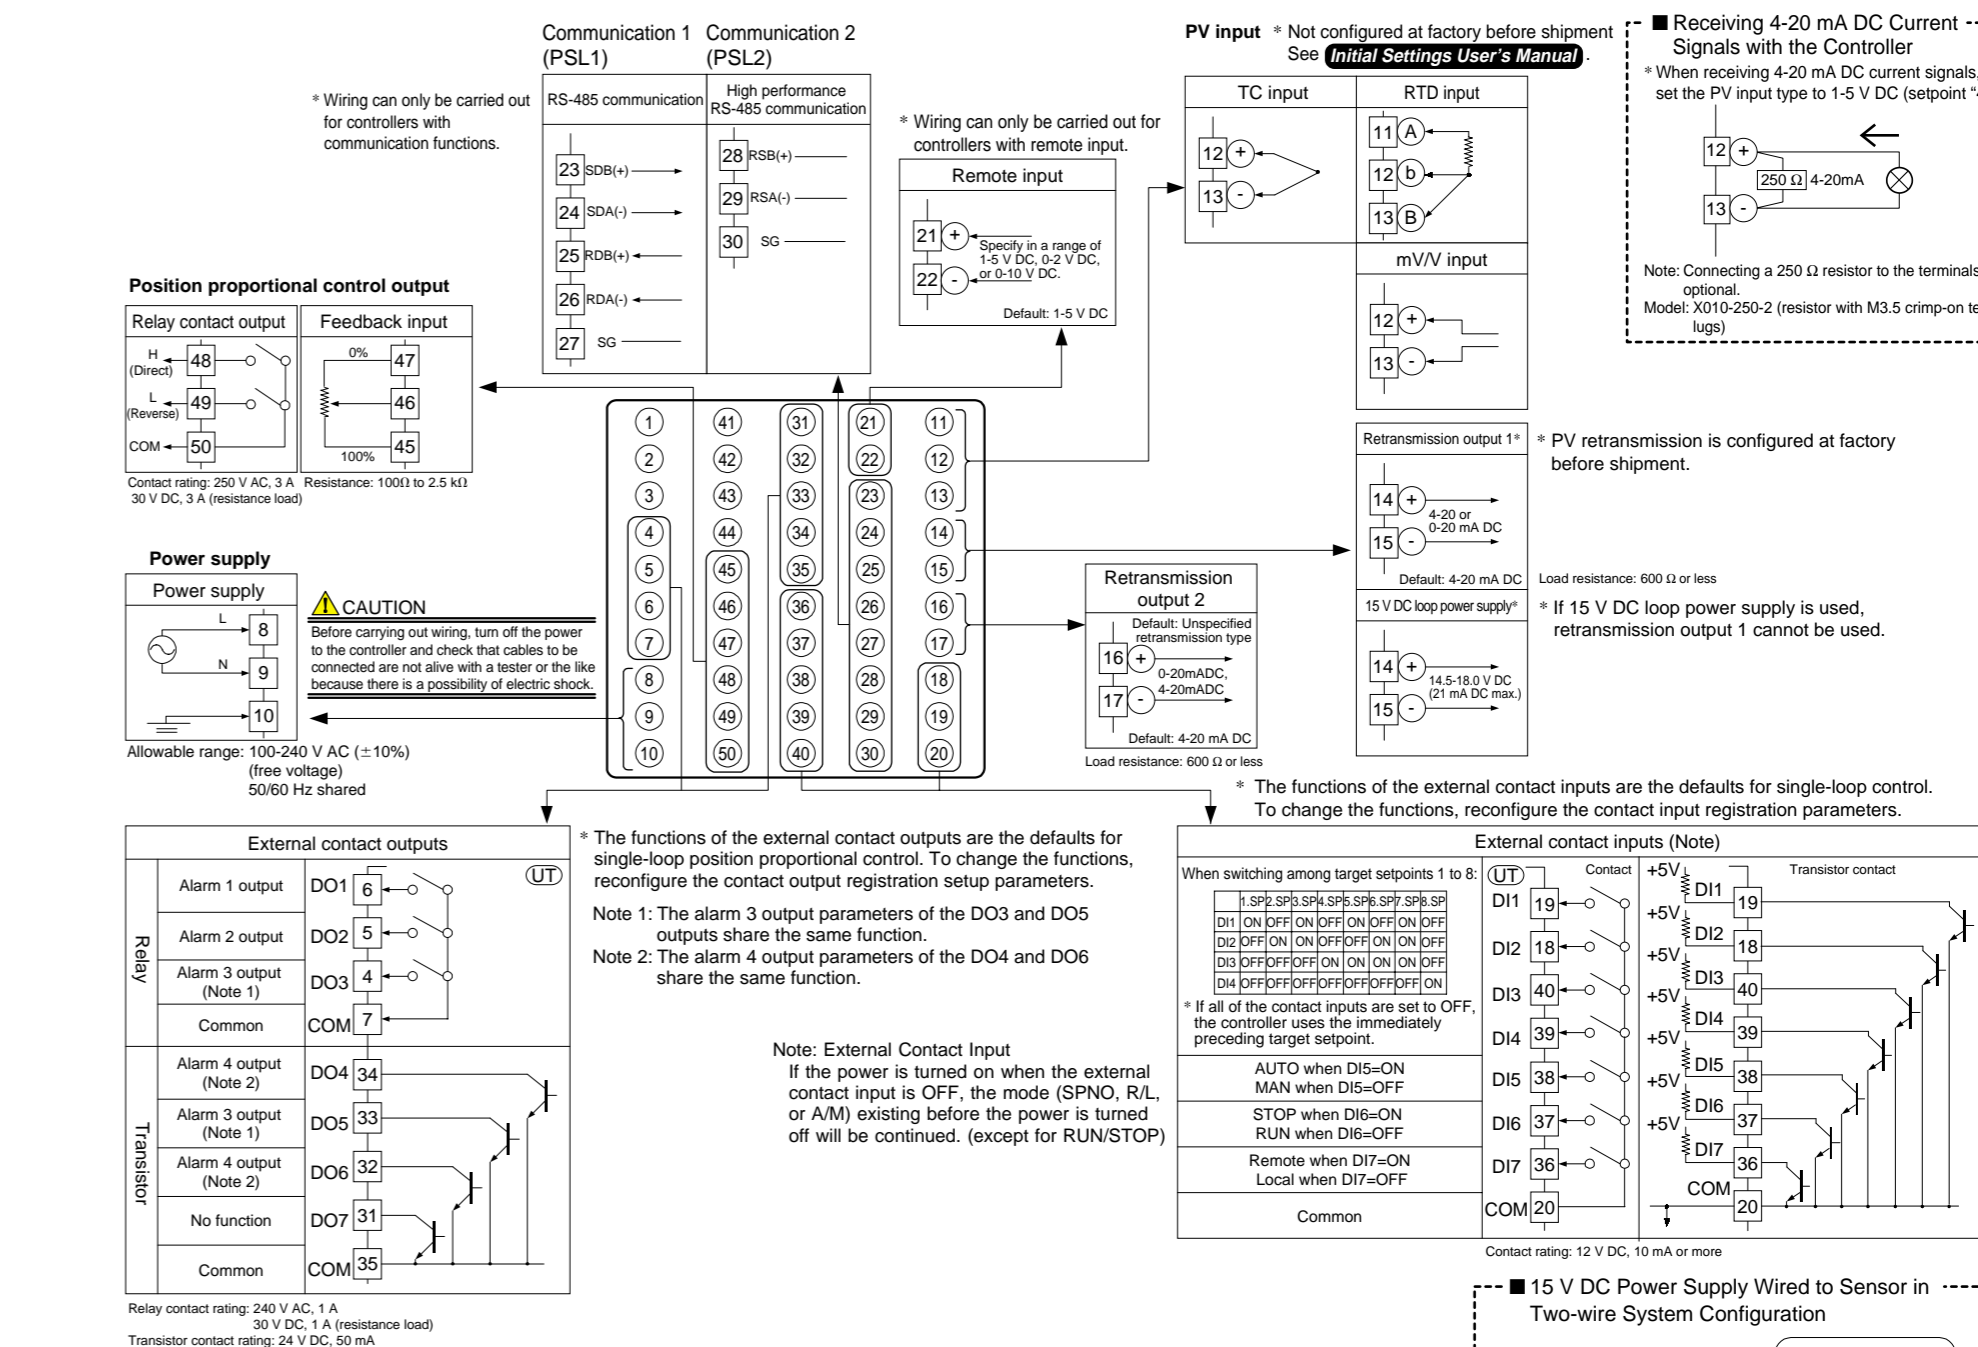 Communication 1
(PSL1)
Communication 2
(PSL2)
RS-485 communication
High performance
RS-485 communication
* Wiring can only be carried out
for controllers with
communication functions.
23 SDB(+)
24 SDA(-)
25 RDB(+)
26 RDA(-)
27 SG
28 RSB(+)
29 RSA(-)
30 SG
* Wiring can only be carried out for
controllers with remote input.
Remote input
21 +
22 -
Specify in a range of
1-5 V DC, 0-2 V DC,
or 0-10 V DC.
Default: 1-5 V DC
PV input * Not configured at factory before shipment
See Initial Settings User's Manual .
TC input
12 +
13 -
RTD input
11 A
12 b
13 B
mV/V input
12 +
13 -
■ Receiving 4-20 mA DC Current
Signals with the Controller
* When receiving 4-20 mA DC current signals,
set the PV input type to 1-5 V DC (setpoint "4
12 +
250 Ω 4-20mA
13 -
Note: Connecting a 250 Ω resistor to the terminals
optional.
Model: X010-250-2 (resistor with M3.5 crimp-on te
lugs)
Position proportional control output
Relay contact output
H
(Direct)
48
L
(Reverse)
49
COM 50
Contact rating: 250 V AC, 3 A
30 V DC, 3 A (resistance load)
Feedback input
0% 47
46
100% 45
Resistance: 100Ω to 2.5 kΩ
1 41 31 21 11
2 42 32 22 12
3 43 33 23 13
4 44 34 24 14
5 45 35 25 15
6 46 36 26 16
7 47 37 27 17
8 48 38 28 18
9 49 39 29 19
10 50 40 30 20
Retransmission output 1*
14 +
4-20 or
0-20 mA DC
15 -
Default: 4-20 mA DC
* PV retransmission is configured at factory
before shipment.
Load resistance: 600 Ω or less
15 V DC loop power supply*
14 +
14.5-18.0 V DC
(21 mA DC max.)
15 -
* If 15 V DC loop power supply is used,
retransmission output 1 cannot be used.
Power supply
Power supply
L 8
N 9
10
Allowable range: 100-240 V AC (±10%)
(free voltage)
50/60 Hz shared
CAUTION
Before carrying out wiring, turn off the power
to the controller and check that cables to be
connected are not alive with a tester or the like
because there is a possibility of electric shock.
Retransmission
output 2
Default: Unspecified
retransmission type
16 +
0-20mADC,
4-20mADC
17 -
Default: 4-20 mA DC
Load resistance: 600 Ω or less
External contact outputs
UT
Relay
Alarm 1 output DO1 6
Alarm 2 output DO2 5
Alarm 3 output
(Note 1)
DO3 4
Common COM 7
Transistor
Alarm 4 output
(Note 2)
DO4 34
Alarm 3 output
(Note 1)
DO5 33
Alarm 4 output
(Note 2)
DO6 32
No function DO7 31
Common COM 35
Relay contact rating: 240 V AC, 1 A
30 V DC, 1 A (resistance load)
Transistor contact rating: 24 V DC, 50 mA
* The functions of the external contact outputs are the defaults for
single-loop position proportional control. To change the functions,
reconfigure the contact output registration setup parameters.
Note 1: The alarm 3 output parameters of the DO3 and DO5
outputs share the same function.
Note 2: The alarm 4 output parameters of the DO4 and DO6
share the same function.
Note: External Contact Input
If the power is turned on when the external
contact input is OFF, the mode (SPNO, R/L,
or A/M) existing before the power is turned
off will be continued. (except for RUN/STOP)
* The functions of the external contact inputs are the defaults for single-loop control.
To change the functions, reconfigure the contact input registration parameters.
External contact inputs (Note)
When switching among target setpoints 1 to 8:
1.SP 2.SP 3.SP 4.SP 5.SP 6.SP 7.SP 8.SP
DI1 ON OFF ON OFF ON OFF ON OFF
DI2 OFF ON ON OFF OFF ON ON OFF
DI3 OFF OFF OFF ON ON ON ON OFF
DI4 OFF OFF OFF OFF OFF OFF OFF ON
* If all of the contact inputs are set to OFF,
the controller uses the immediately
preceding target setpoint.
AUTO when DI5=ON
MAN when DI5=OFF
STOP when DI6=ON
RUN when DI6=OFF
Remote when DI7=ON
Local when DI7=OFF
Common
UT Contact
DI1 19
DI2 18
DI3 40
DI4 39
DI5 38
DI6 37
DI7 36
COM 20
Transistor contact
+5V DI1 19
+5V DI2 18
+5V DI3 40
+5V DI4 39
+5V DI5 38
+5V DI6 37
+5V DI7 36
COM 20
Contact rating: 12 V DC, 10 mA or more
■ 15 V DC Power Supply Wired to Sensor in
Two-wire System Configuration